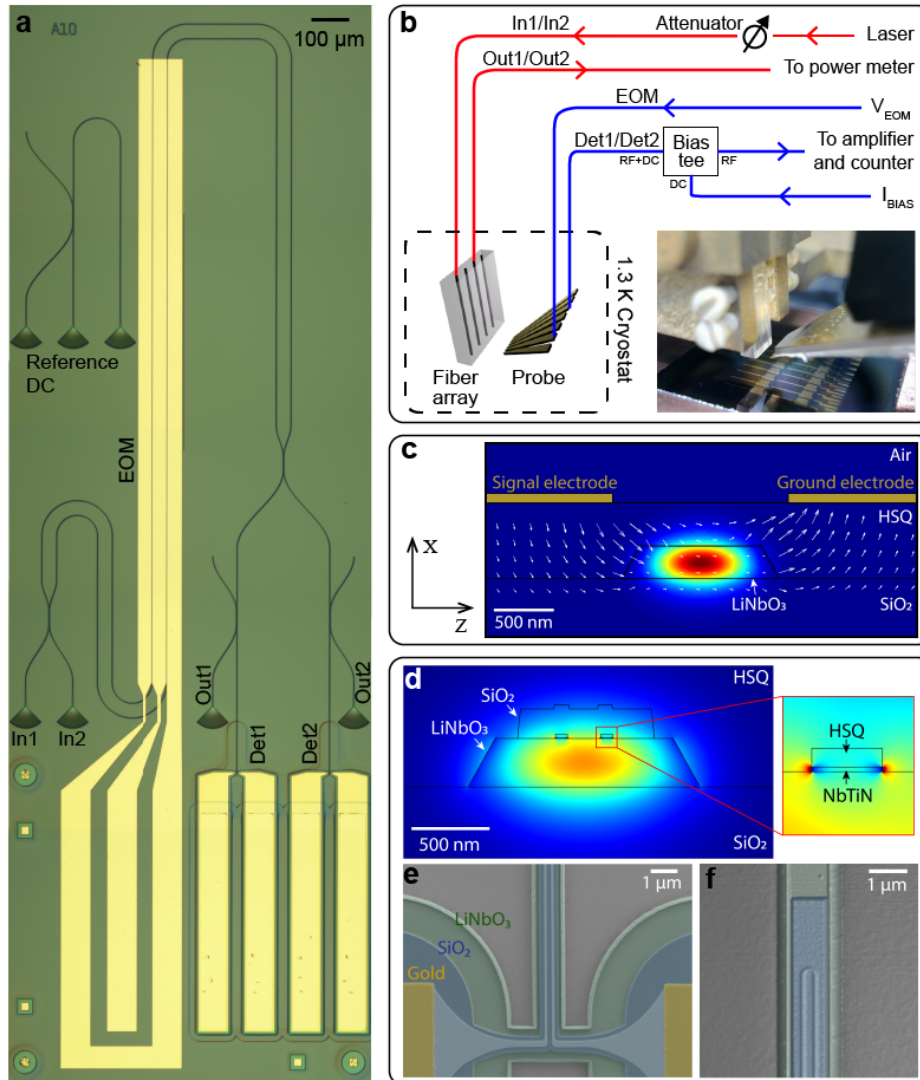 a
A10
100 µm
Reference
DC
EOM
In1
In2
Out1
Out2
Det1
Det2
b
In1/In2
Attenuator
Laser
Out1/Out2
To power meter
EOM
V_EOM
Det1/Det2
RF+DC
Bias
tee
RF
DC
To amplifier
and counter
I_BIAS
1.3 K Cryostat
Fiber
array
Probe
c
Air
Signal electrode
Ground electrode
HSQ
X
Z
500 nm
LiNbO₃
SiO₂
d
HSQ
SiO₂
LiNbO₃
500 nm
SiO₂
HSQ
NbTiN
e
1 µm
LiNbO₃
SiO₂
Gold
f
1 µm